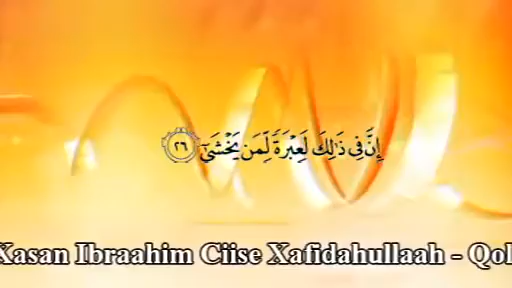 إِنَّ فِي ذَٰلِكَ لَعِبْرَةً لِّمَن يَخْشَىٰٓ ٢٦
Xasan Ibraahim Ciise Xafidahullaah - Qol